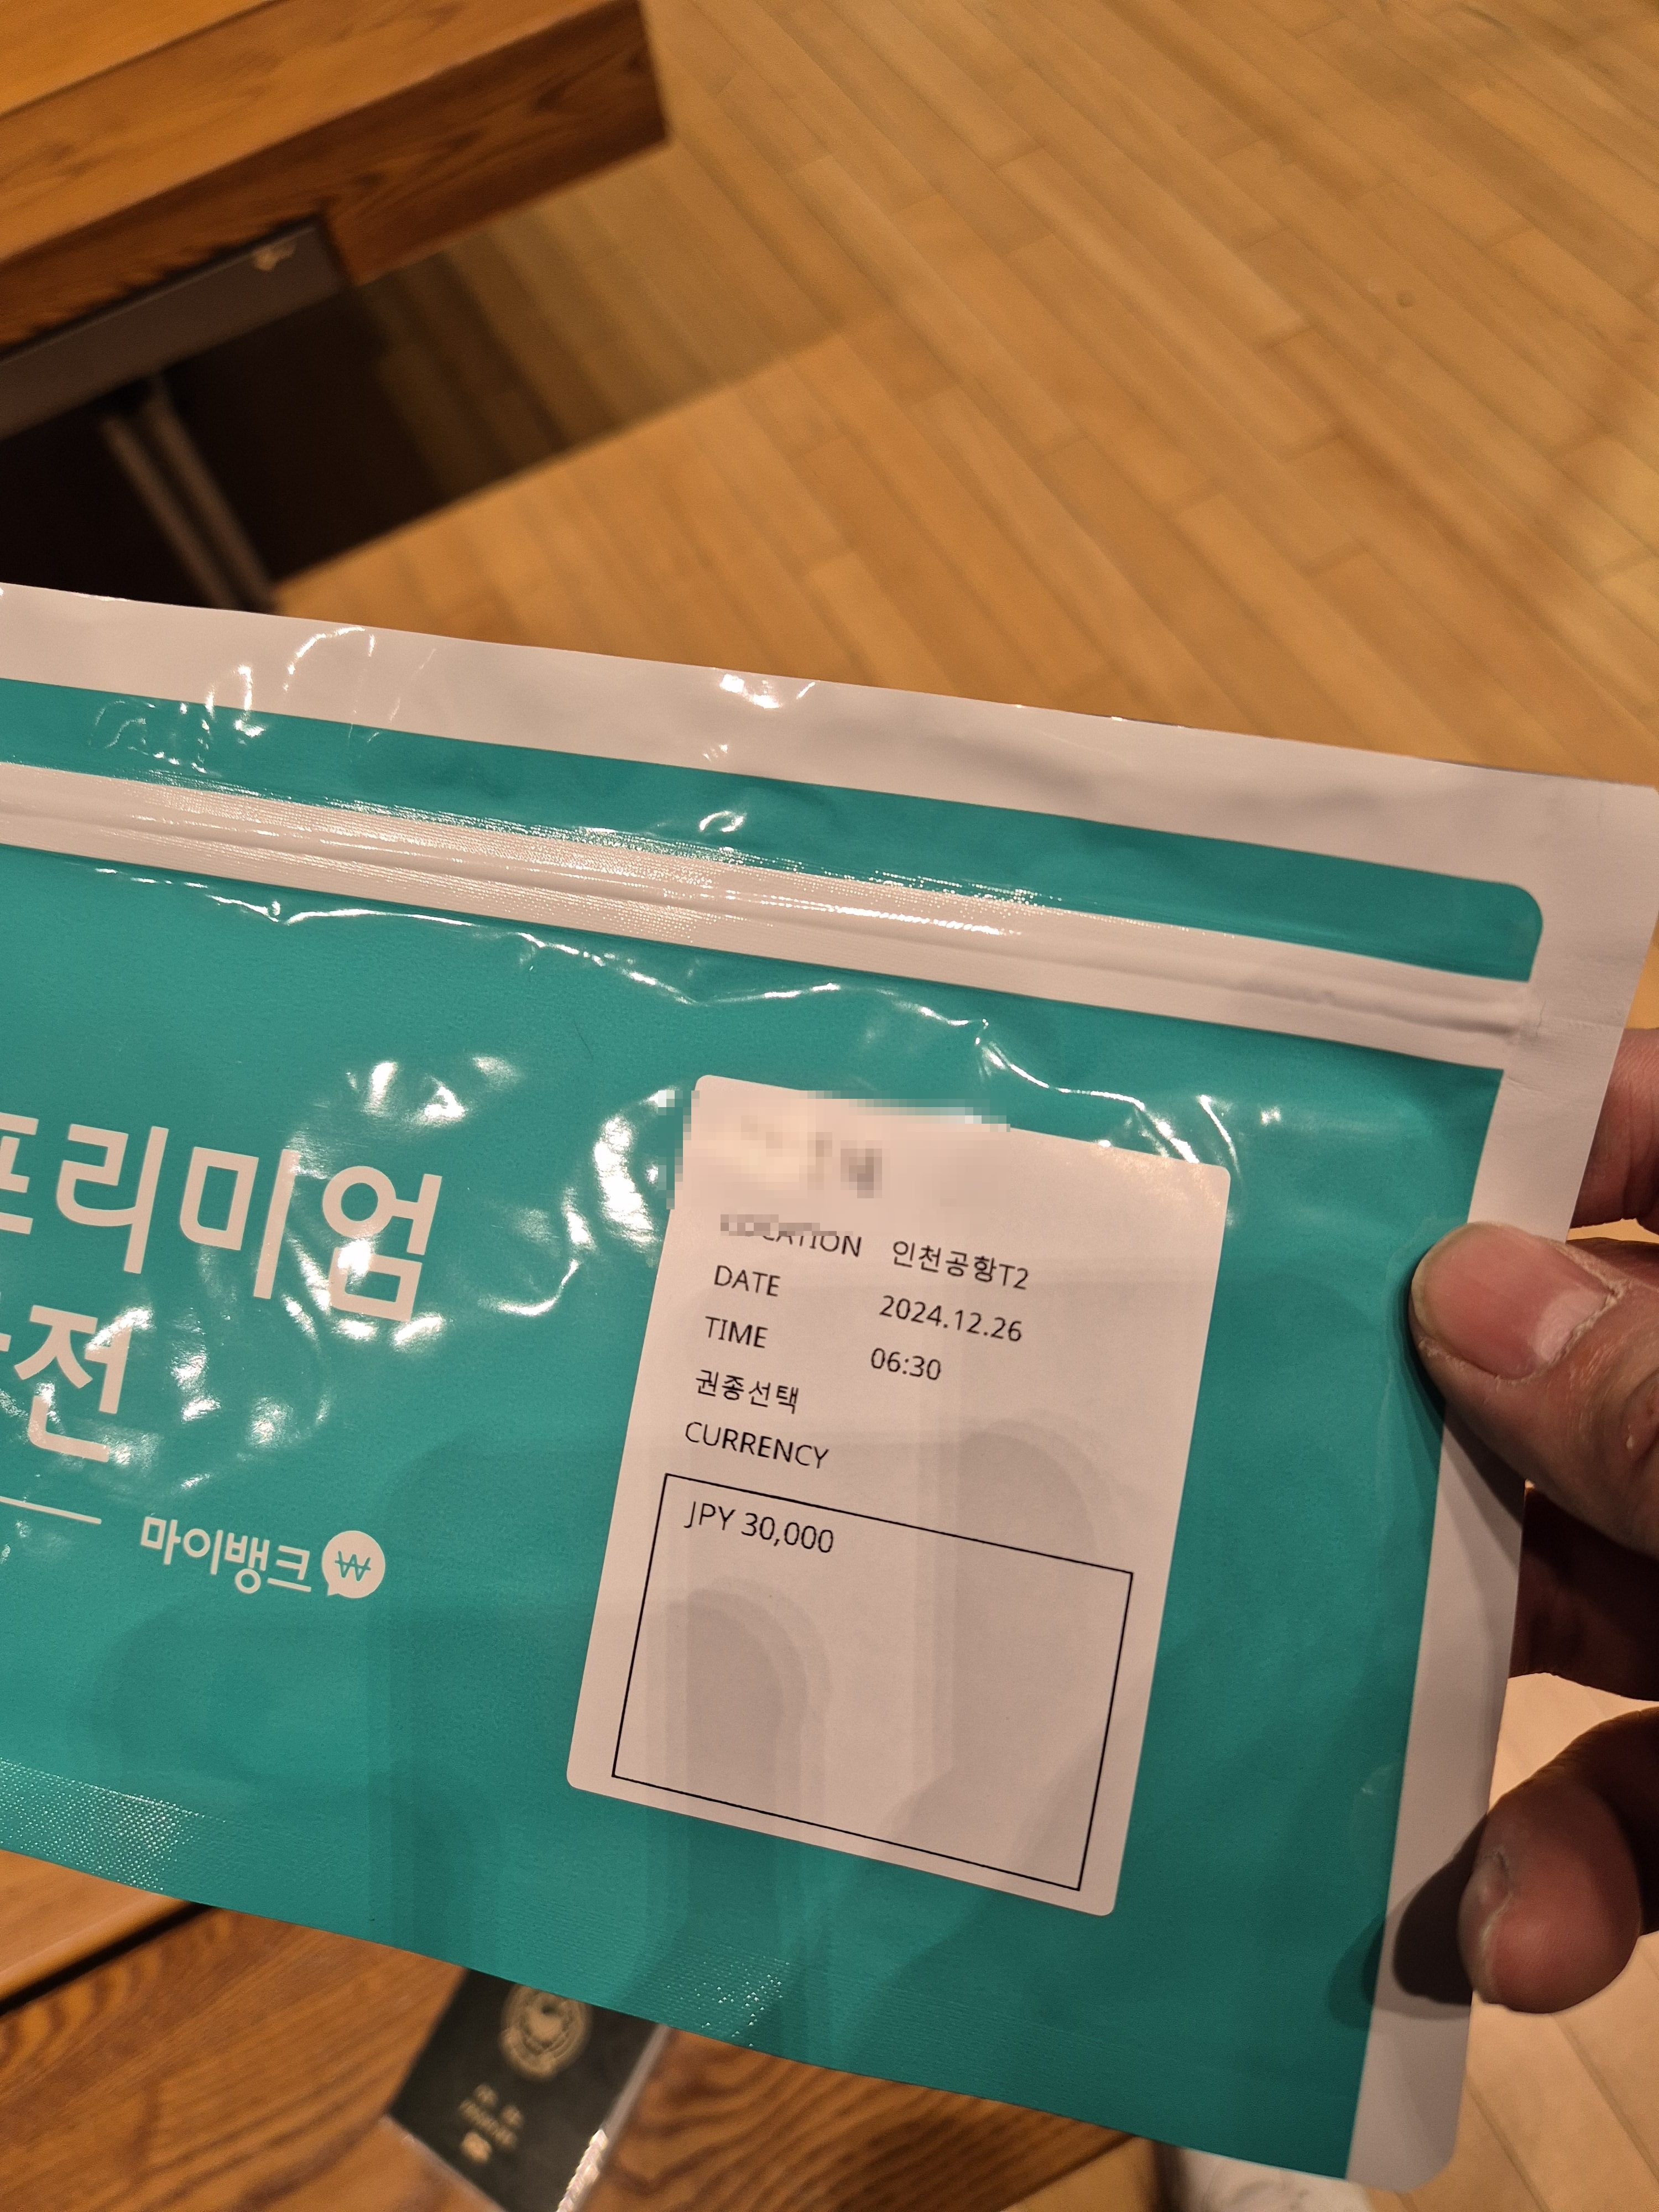 프리미엄
전
마이뱅크
LOCATION 인천공항T2
DATE 2024.12.26
TIME 06:30
권종선택
CURRENCY
JPY 30,000